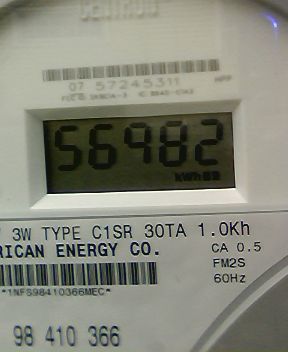 CENTRON
07 57245311
56982
kWh
3W TYPE C1SR 30TA 1.0Kh
RICAN ENERGY CO.
CA 0.5
FM2S
60Hz
*1NFS98410366MEC*
98 410 366